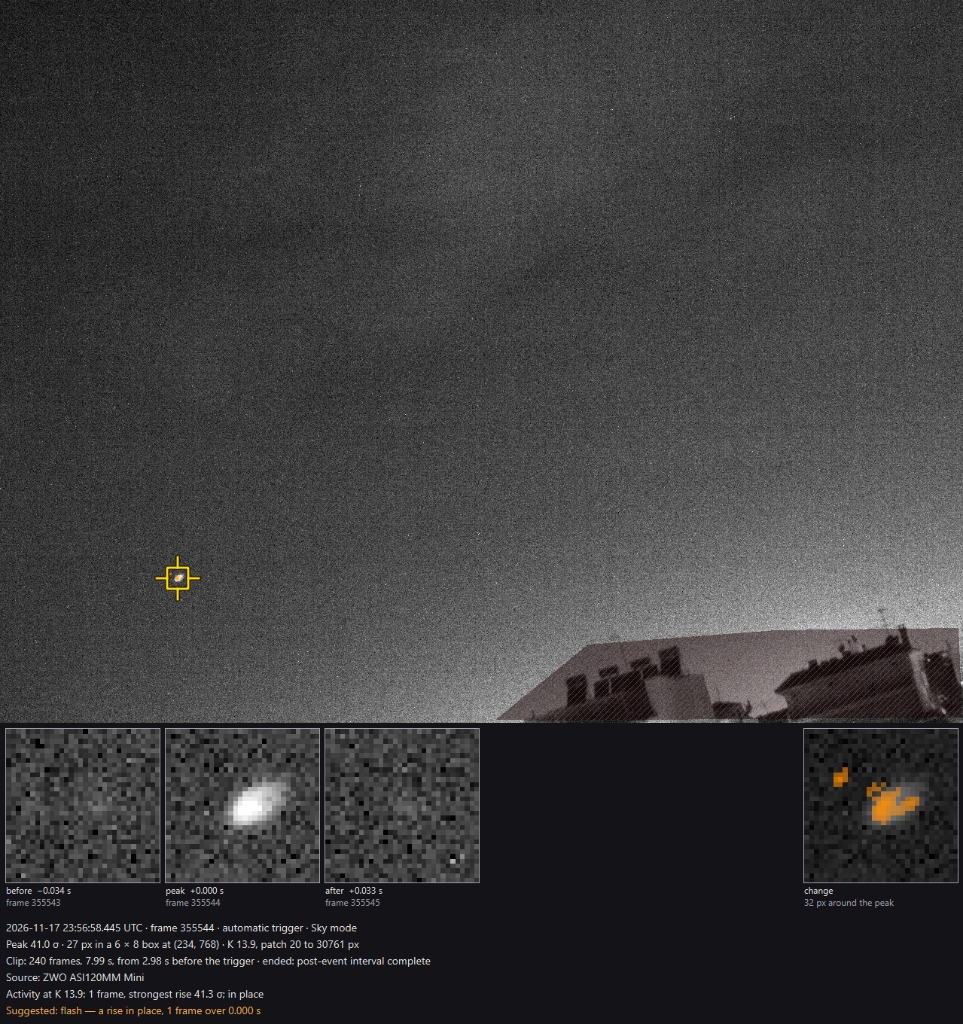 before −0.034 s
frame 355543
peak +0.000 s
frame 355544
after +0.033 s
frame 355545
change
32 px around the peak
2026-11-17 23:56:58.445 UTC · frame 355544 · automatic trigger · Sky mode
Peak 41.0 σ · 27 px in a 6 × 8 box at (234, 768) · K 13.9, patch 20 to 30761 px
Clip: 240 frames, 7.99 s, from 2.98 s before the trigger · ended: post-event interval complete
Source: ZWO ASI120MM Mini
Activity at K 13.9: 1 frame, strongest rise 41.3 σ; in place
Suggested: flash — a rise in place, 1 frame over 0.000 s